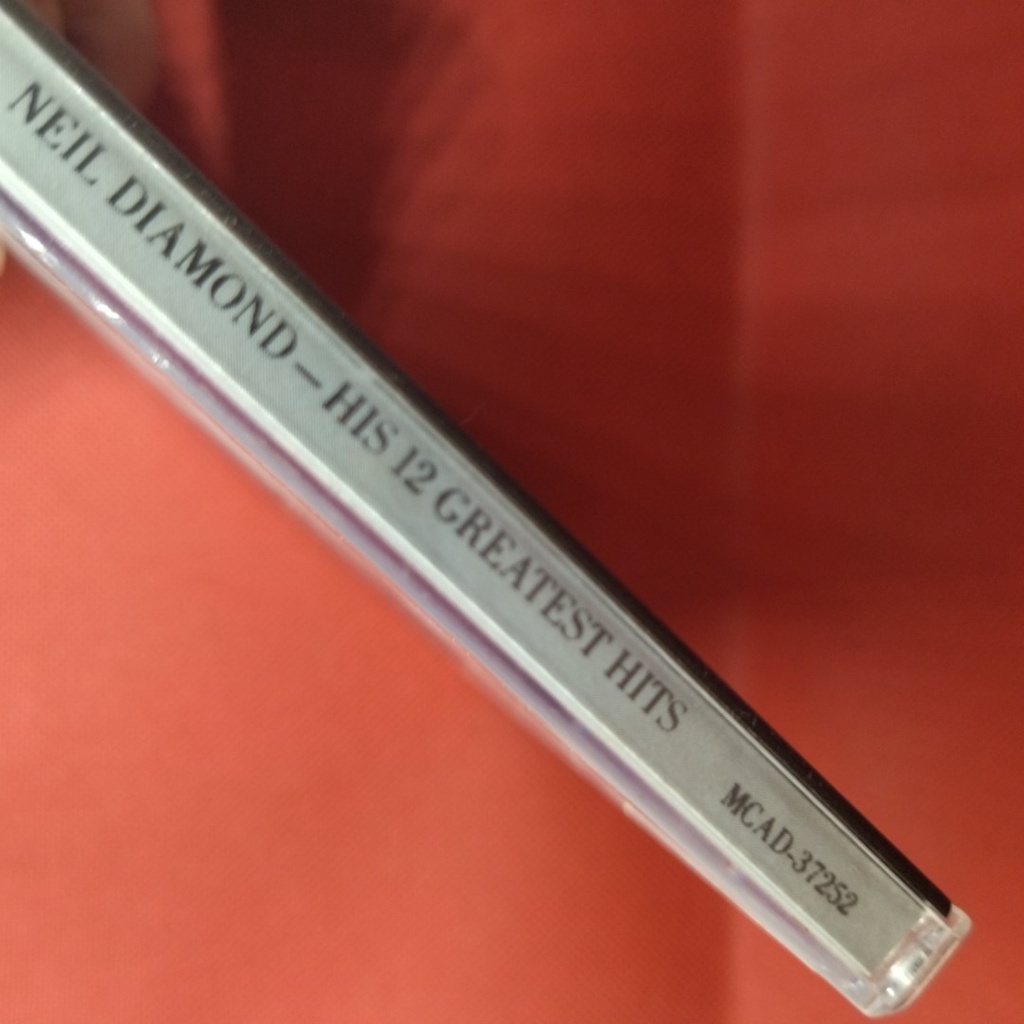 NEIL DIAMOND — HIS 12 GREATEST HITS MCAD-37252